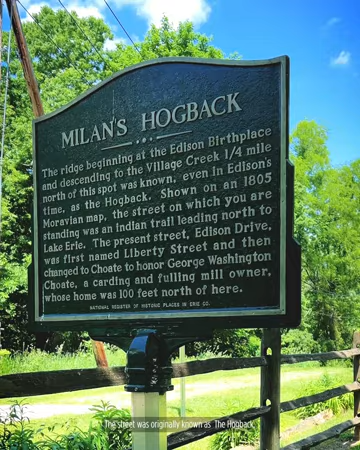 MILAN'S HOGBACK
The ridge beginning at the Edison Birthplace
and descending to the Village Creek 1/4 mile
north of this spot was known, even in Edison's
time, as the Hogback. Shown on an 1805
Moravian map, the street on which you are
standing was an Indian trail leading north to
Lake Erie. The present street, Edison Drive,
was first named Liberty Street and then
changed to Choate to honor George Washington
Choate, a carding and fulling mill owner,
whose home was 100 feet north of here.
NATIONAL REGISTER OF HISTORIC PLACES IN ERIE CO.
The street was originally known as The Hogback.